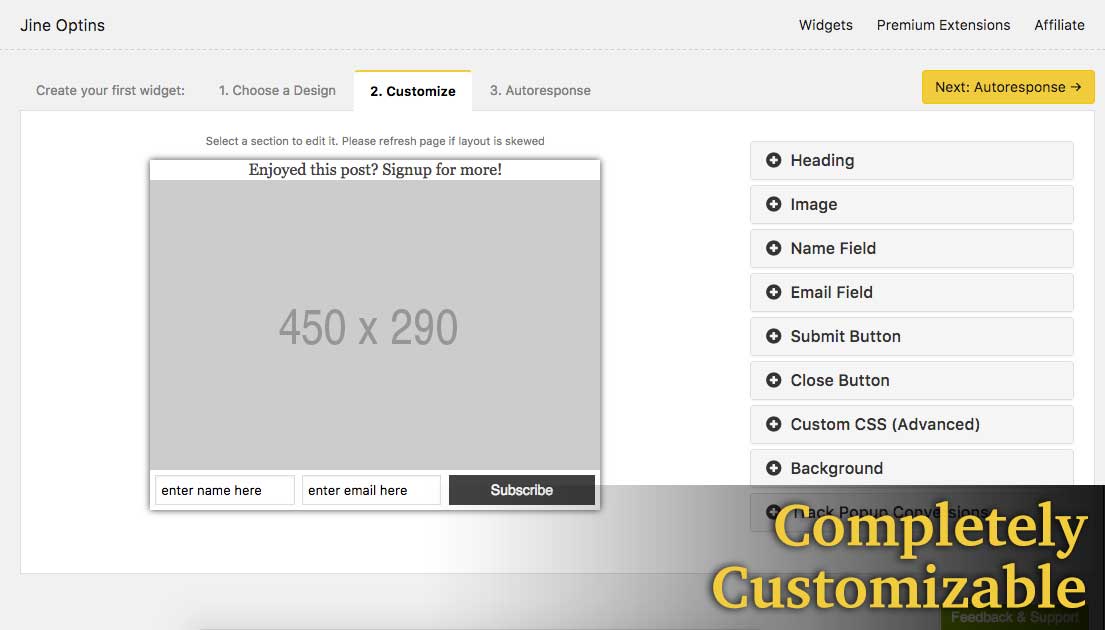 Jine Optins
Widgets Premium Extensions Affiliate
Create your first widget: 1. Choose a Design 2. Customize 3. Autoresponse
Next: Autoresponse →
Select a section to edit it. Please refresh page if layout is skewed
Enjoyed this post? Signup for more!
450 x 290
enter name here enter email here Subscribe
Heading
Image
Name Field
Email Field
Submit Button
Close Button
Custom CSS (Advanced)
Background
Track Popup Conversions
Completely
Customizable
Feedback & Support